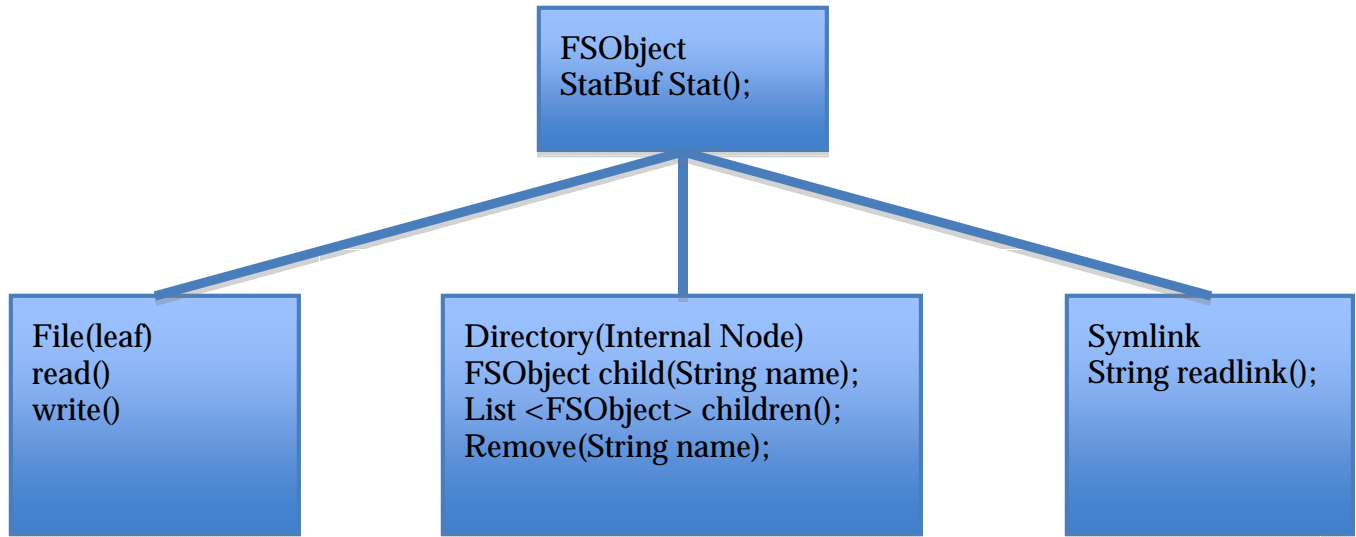 FSObject
StatBuf Stat();
File(leaf)
read()
write()
Directory(Internal Node)
FSObject child(String name);
List <FSObject> children();
Remove(String name);
Symlink
String readlink();